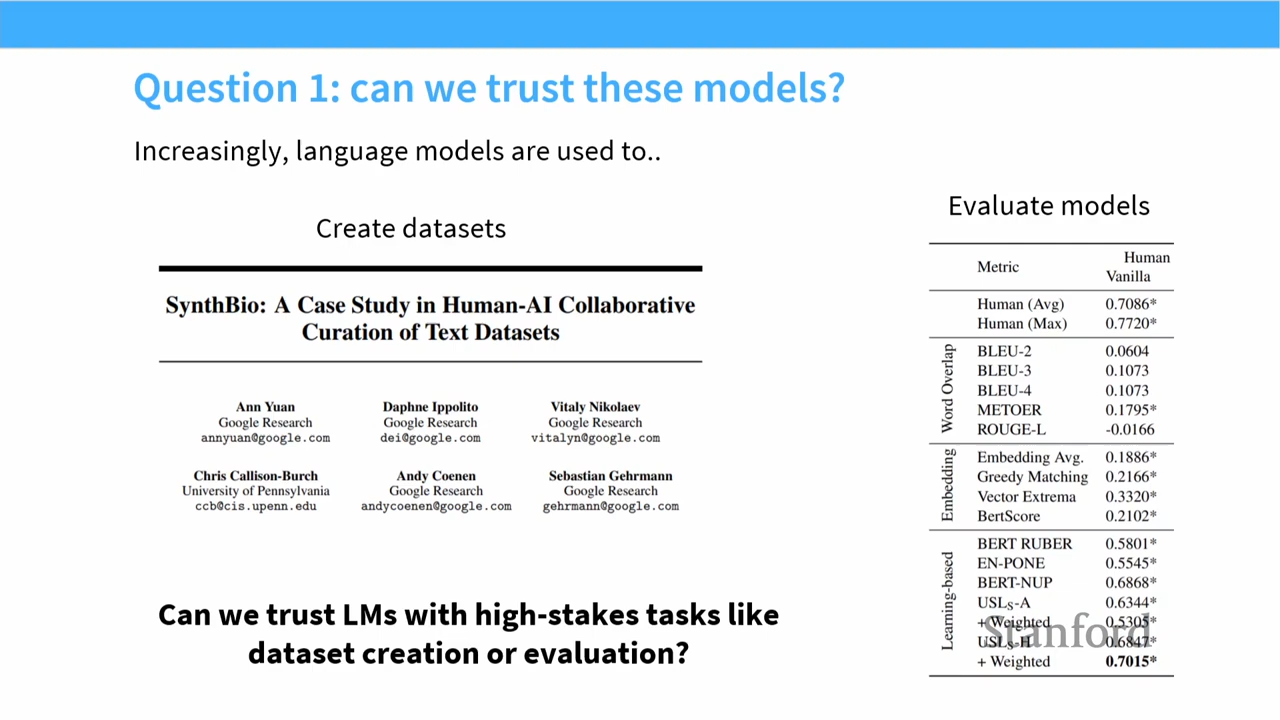 Question 1: can we trust these models?
Increasingly, language models are used to..
Create datasets
SynthBio: A Case Study in Human-AI Collaborative
Curation of Text Datasets
Ann Yuan Daphne Ippolito Vitaly Nikolaev
Google Research Google Research Google Research
annyuan@google.com dei@google.com vitalyn@google.com
Chris Callison-Burch Andy Coenen Sebastian Gehrmann
University of Pennsylvania Google Research Google Research
ccb@cis.upenn.edu andycoenen@google.com gehrmann@google.com
Can we trust LMs with high-stakes tasks like
dataset creation or evaluation?
Evaluate models
Human
Metric Vanilla
Human (Avg) 0.7086*
Human (Max) 0.7720*
Word Overlap
BLEU-2 0.0604
BLEU-3 0.1073
BLEU-4 0.1073
METOER 0.1795*
ROUGE-L -0.0166
Embedding
Embedding Avg. 0.1886*
Greedy Matching 0.2166*
Vector Extrema 0.3320*
BertScore 0.2102*
Learning-based
BERT RUBER 0.5801*
EN-PONE 0.5545*
BERT-NUP 0.6868*
USLS-A 0.6344*
+ Weighted 0.5305*
USLS-H 0.6847*
+ Weighted 0.7015*
Stanford